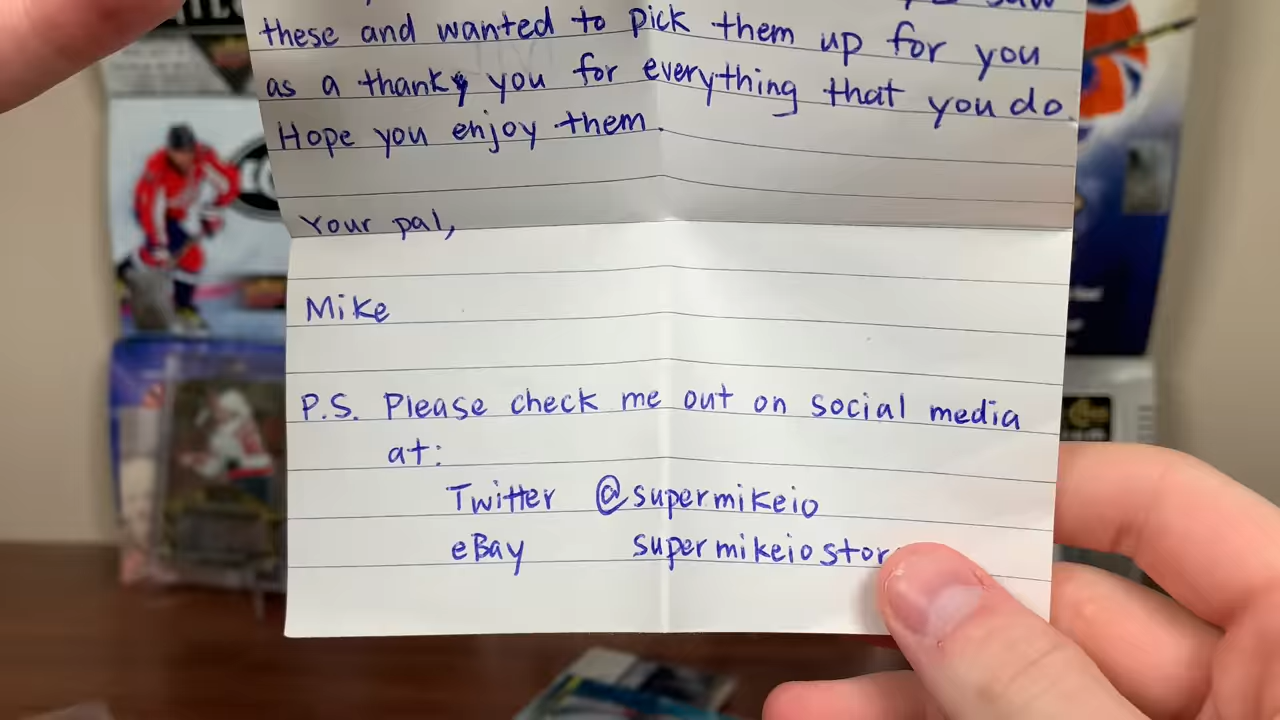 these and wanted to pick them up for you
as a thank you for everything that you do.
Hope you enjoy them.
Your pal,
Mike
P.S. Please check me out on social media
at:
Twitter @supermikeio
eBay supermikeiostor